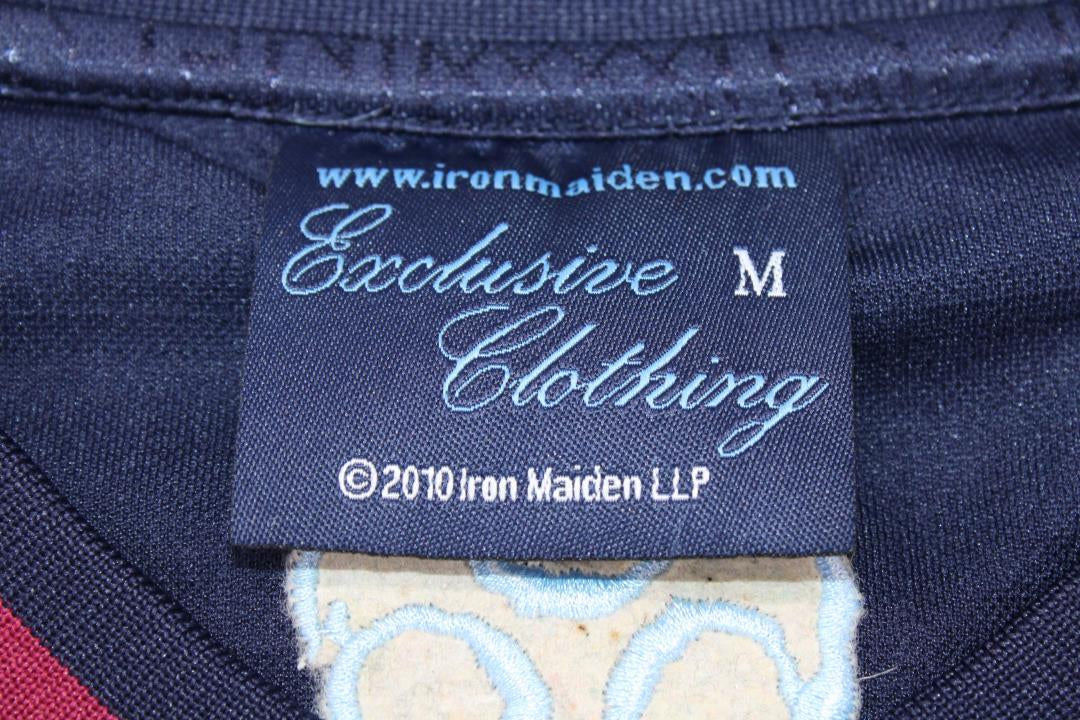 www.ironmaiden.com
Exclusive M
Clothing
©2010 Iron Maiden LLP